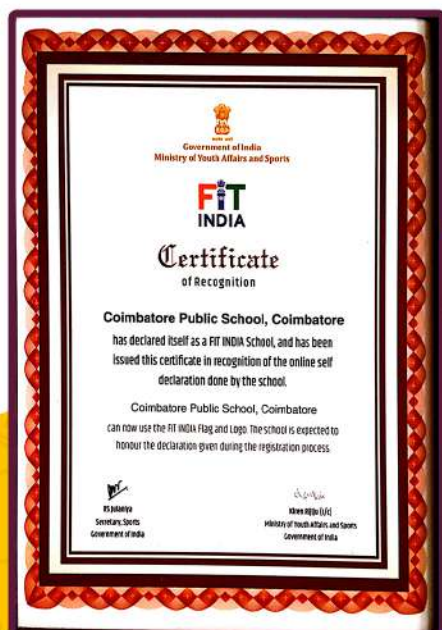 Government of India
Ministry of Youth Affairs and Sports
FIT
INDIA
Certificate
of Recognition
Coimbatore Public School, Coimbatore
has declared itself as a FIT INDIA School, and has been
issued this certificate in recognition of the online self
declaration done by the school.
Coimbatore Public School, Coimbatore
can now use the FIT INDIA Flag and Logo. The school is expected to
honour the declaration given during the registration process
RS Julaniya
Secretary, Sports
Government of India
Kiren Rijiju (I/C)
Ministry of Youth Affairs and Sports
Government of India